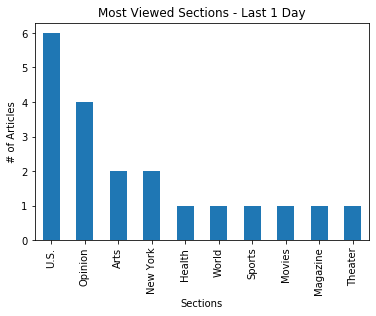 Most Viewed Sections - Last 1 Day
# of Articles
6
5
4
3
2
1
0
U.S.
Opinion
Arts
New York
Health
World
Sports
Movies
Magazine
Theater
Sections